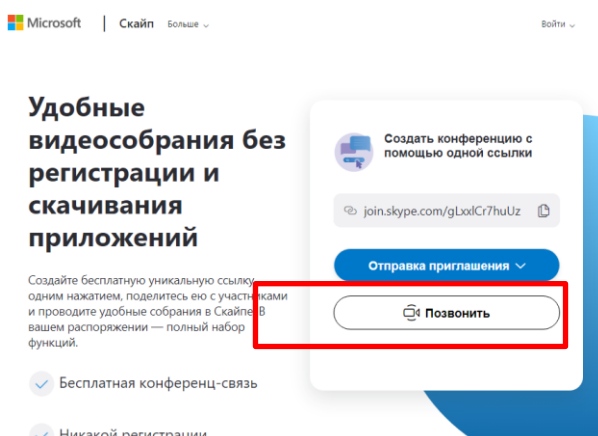 Microsoft Скайп Больше Войти
Удобные
видеособрания без
регистрации и
скачивания
приложений
Создайте бесплатную уникальную ссылку
одним нажатием, поделитесь ею с участниками
и проводите удобные собрания в Скайпе. В
вашем распоряжении — полный набор
функций.
Бесплатная конференц-связь
Никакой регистрации
Создать конференцию с
помощью одной ссылки
join.skype.com/gLxxlCr7huUz
Отправка приглашения
Позвонить